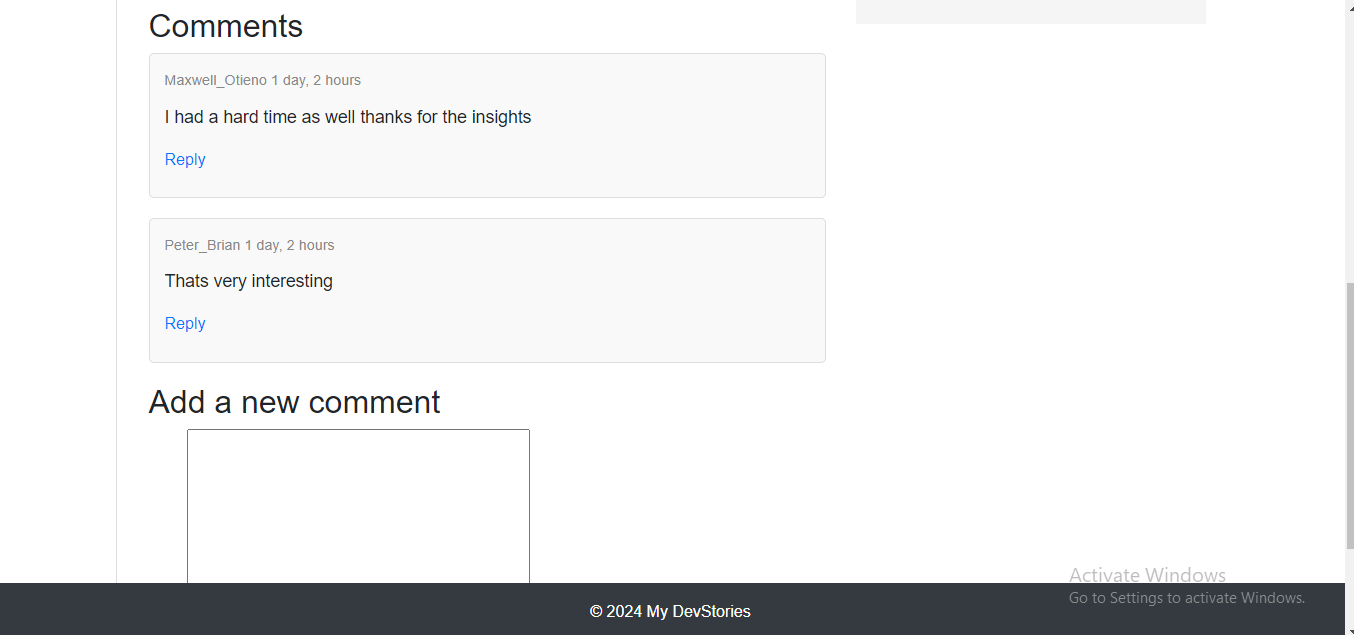 Comments
Maxwell_Otieno 1 day, 2 hours
I had a hard time as well thanks for the insights
Reply
Peter_Brian 1 day, 2 hours
Thats very interesting
Reply
Add a new comment
Activate Windows
Go to Settings to activate Windows.
© 2024 My DevStories